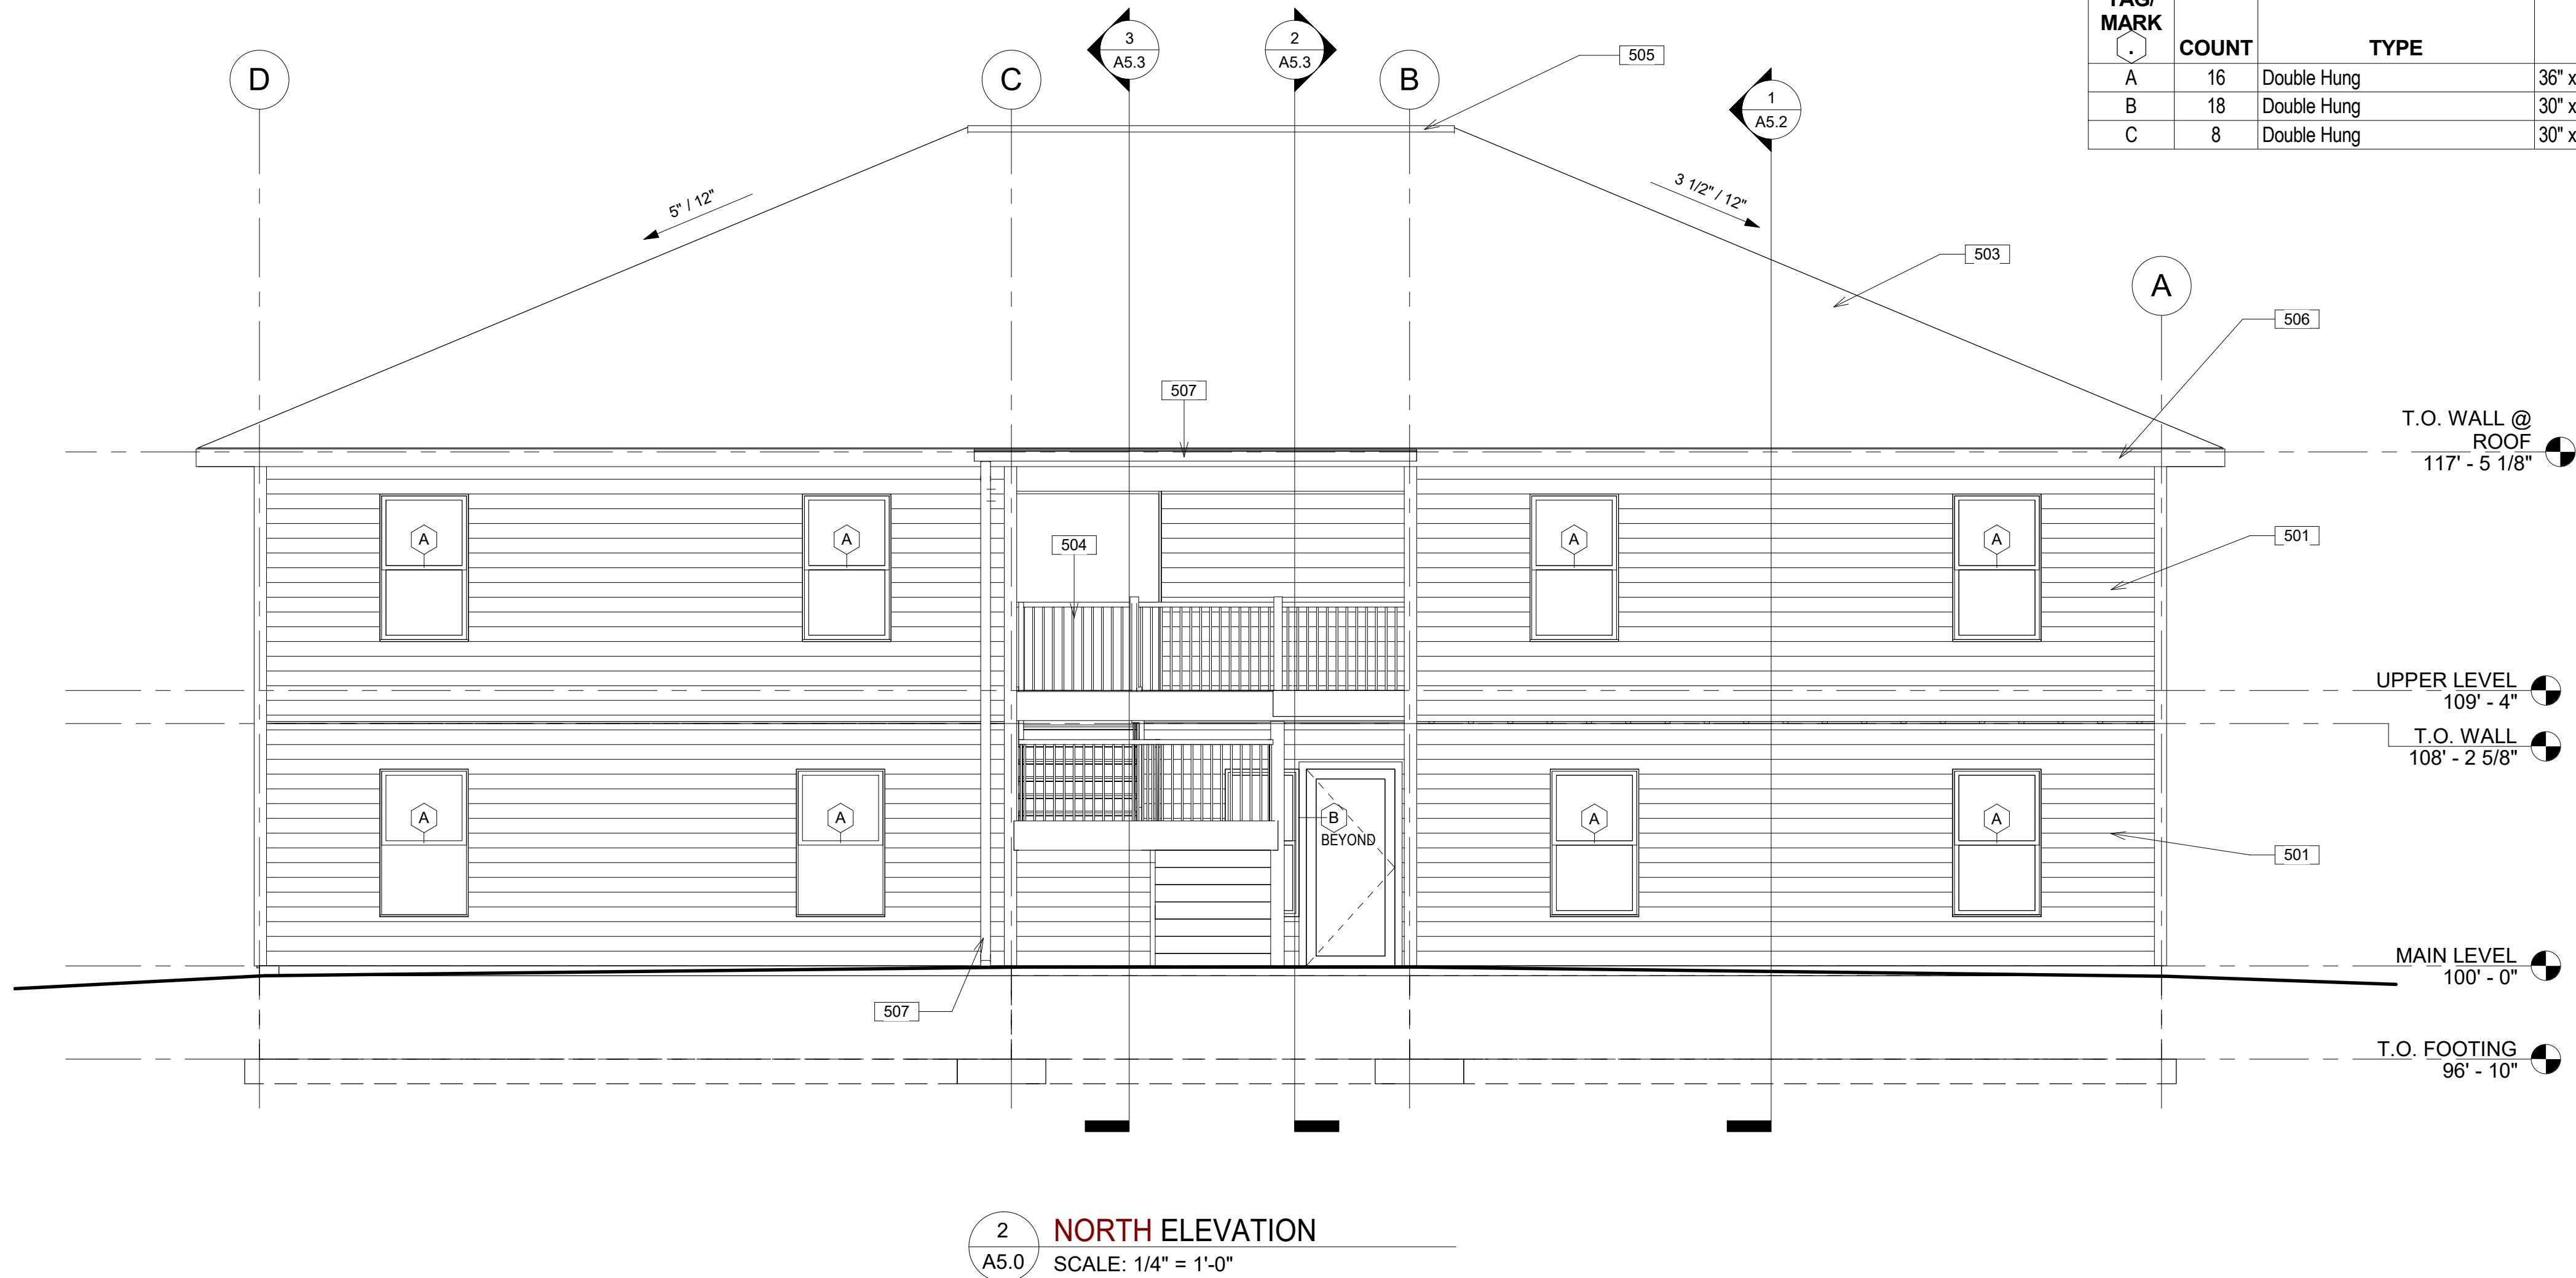 TAG/
MARK
.
COUNT
TYPE
A 16 Double Hung 36" x
B 18 Double Hung 30" x
C 8 Double Hung 30" x
3
A5.3
2
A5.3
505
D
C
B
1
A5.2
5" / 12"
3 1/2" / 12"
503
A
506
507
T.O. WALL @
ROOF
117' - 5 1/8"
A
A
A
A
504
501
UPPER LEVEL
109' - 4"
T.O. WALL
108' - 2 5/8"
A
A
B
BEYOND
A
A
501
MAIN LEVEL
100' - 0"
507
T.O. FOOTING
96' - 10"
2
A5.0
NORTH ELEVATION
SCALE: 1/4" = 1'-0"